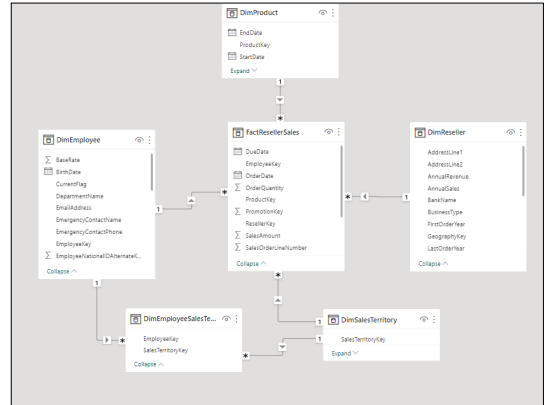 DimProduct
EndDate
ProductKey
StartDate
Expand
1
*
DimEmployee
Σ BaseRate
BirthDate
CurrentFlag
DepartmentName
EmailAddress
EmergencyContactName
EmergencyContactPhone
EmployeeKey
Σ EmployeeNationalIDAlternateK...
Collapse
1
1
*
FactResellerSales
DueDate
EmployeeKey
OrderDate
Σ OrderQuantity
ProductKey
Σ PromotionKey
ResellerKey
Σ SalesAmount
Σ SalesOrderLineNumber
Collapse
*
*
1
DimReseller
AddressLine1
AddressLine2
AnnualRevenue
AnnualSales
BankName
BusinessType
FirstOrderYear
GeographyKey
LastOrderYear
Collapse
DimEmployeeSalesTe...
EmployeeKey
SalesTerritoryKey
Collapse
*
*
1
1
DimSalesTerritory
SalesTerritoryKey
Expand